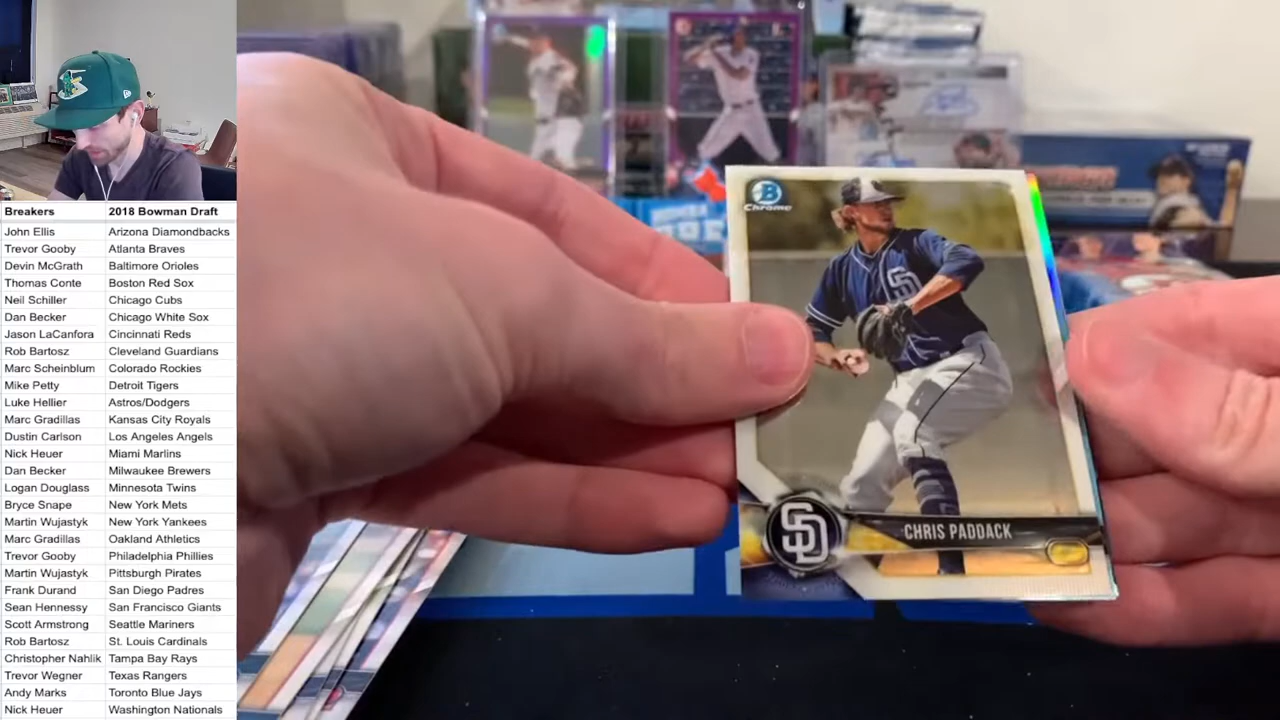 Breakers 2018 Bowman Draft
John Ellis Arizona Diamondbacks
Trevor Gooby Atlanta Braves
Devin McGrath Baltimore Orioles
Thomas Conte Boston Red Sox
Neil Schiller Chicago Cubs
Dan Becker Chicago White Sox
Jason LaCanfora Cincinnati Reds
Rob Bartosz Cleveland Guardians
Marc Scheinblum Colorado Rockies
Mike Petty Detroit Tigers
Luke Hellier Astros/Dodgers
Marc Gradillas Kansas City Royals
Dustin Carlson Los Angeles Angels
Nick Heuer Miami Marlins
Dan Becker Milwaukee Brewers
Logan Douglass Minnesota Twins
Bryce Snape New York Mets
Martin Wujastyk New York Yankees
Marc Gradillas Oakland Athletics
Trevor Gooby Philadelphia Phillies
Martin Wujastyk Pittsburgh Pirates
Frank Durand San Diego Padres
Sean Hennessy San Francisco Giants
Scott Armstrong Seattle Mariners
Rob Bartosz St. Louis Cardinals
Christopher Nahlik Tampa Bay Rays
Trevor Wegner Texas Rangers
Andy Marks Toronto Blue Jays
Nick Heuer Washington Nationals
B
Chrome
SD
SD
CHRIS PADDACK